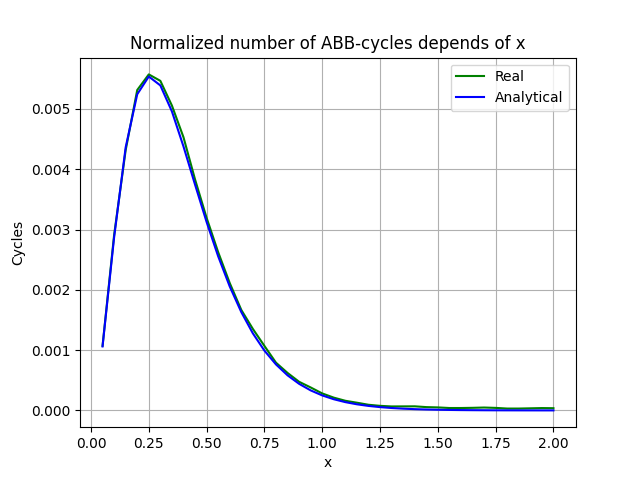 Normalized number of ABB-cycles depends of x
Real
Analytical
Cycles
0.005
0.004
0.003
0.002
0.001
0.000
0.00 0.25 0.50 0.75 1.00 1.25 1.50 1.75 2.00
x